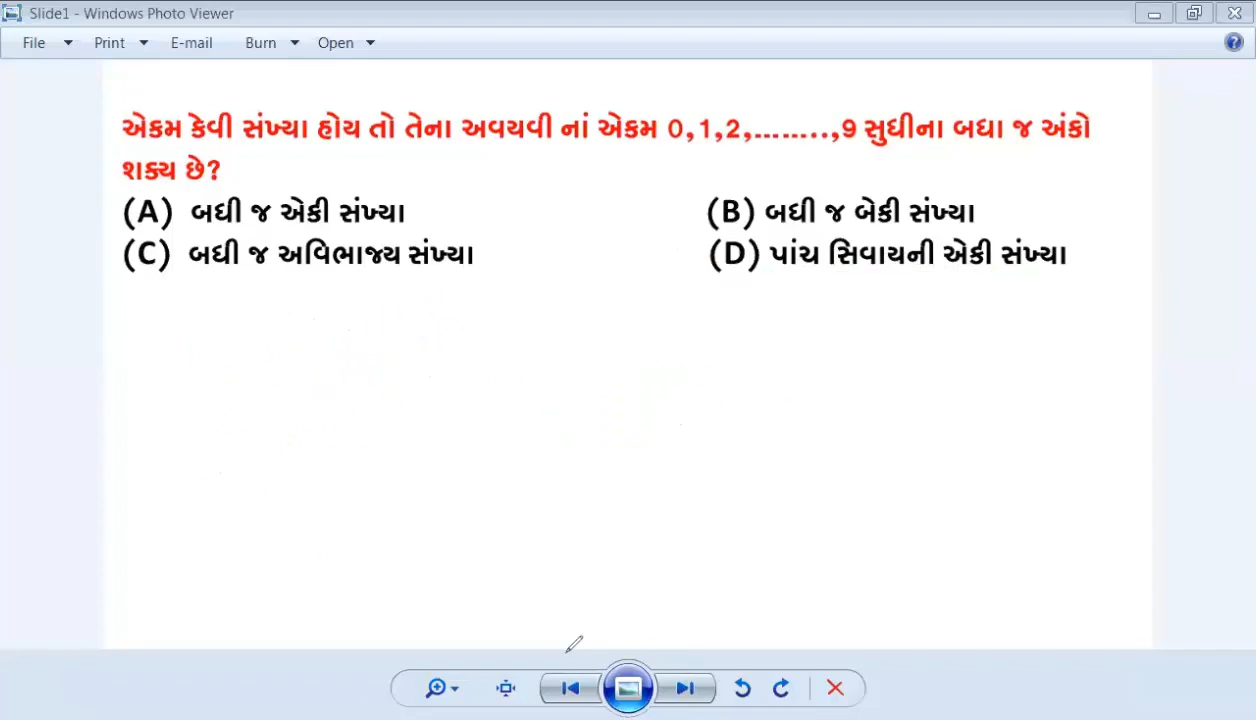 Slide1 - Windows Photo Viewer
File Print E-mail Burn Open
એકમ કેવી સંખ્યા હોય તો તેના અવયવી નાં એકમ 0,1,2,........,9 સુધીના બધા જ અંકો
શક્ય છે?
(A) બધી જ એકી સંખ્યા (B) બધી જ બેકી સંખ્યા
(C) બધી જ અવિભાજ્ય સંખ્યા (D) પાંચ સિવાયની એકી સંખ્યા